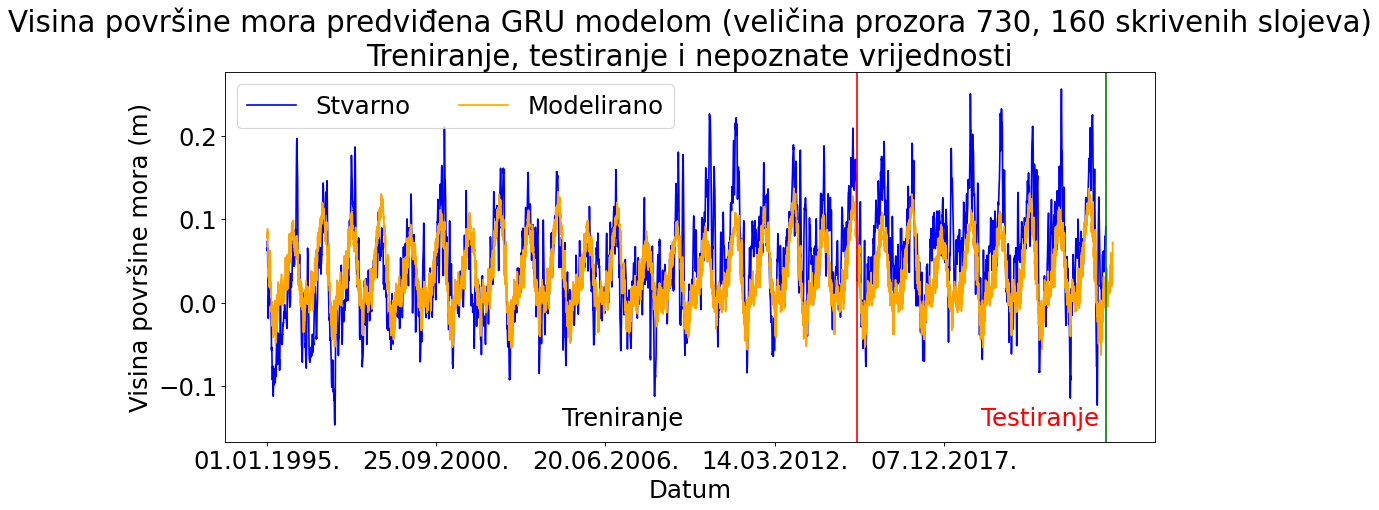 Visina površine mora predviđena GRU modelom (veličina prozora 730, 160 skrivenih slojeva)
Treniranje, testiranje i nepoznate vrijednosti
Stvarno
Modelirano
Visina površine mora (m)
0.2
0.1
0.0
−0.1
Treniranje
Testiranje
01.01.1995.
25.09.2000.
20.06.2006.
14.03.2012.
07.12.2017.
Datum